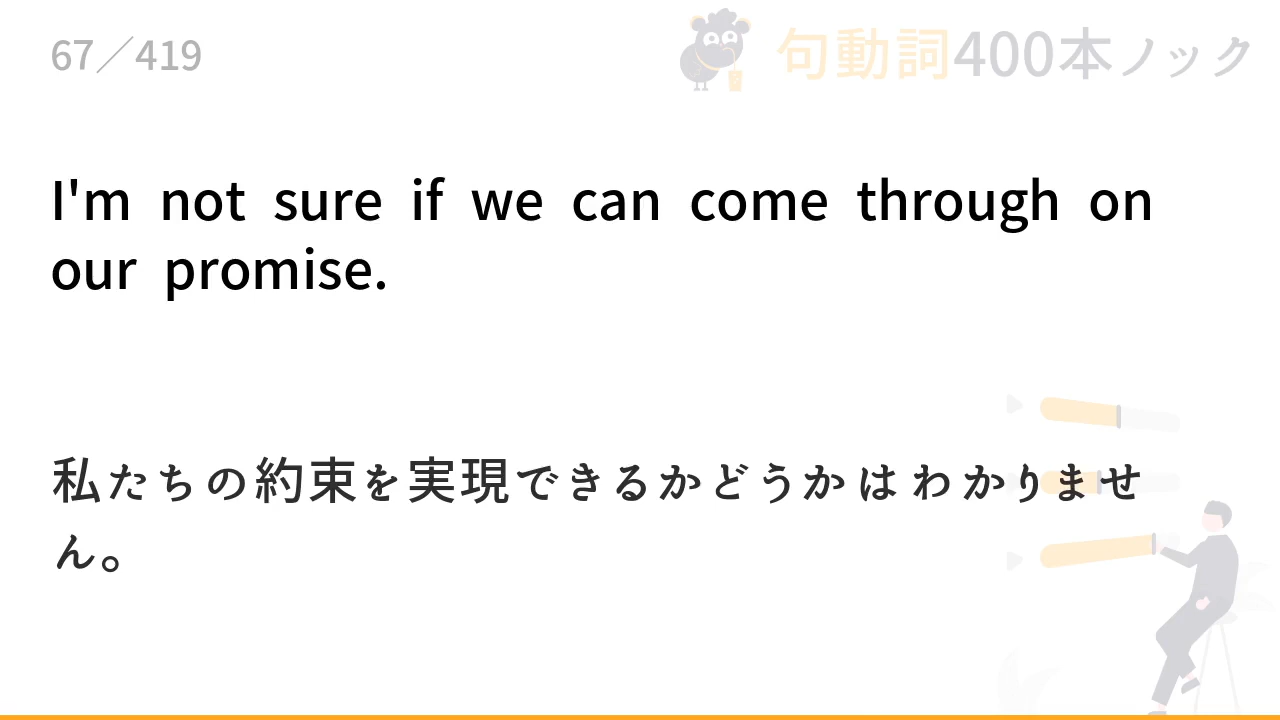 67／419
句動詞400本ノック
I'm not sure if we can come through on
our promise.
私たちの約束を実現できるかどうかはわかりませ
ん。